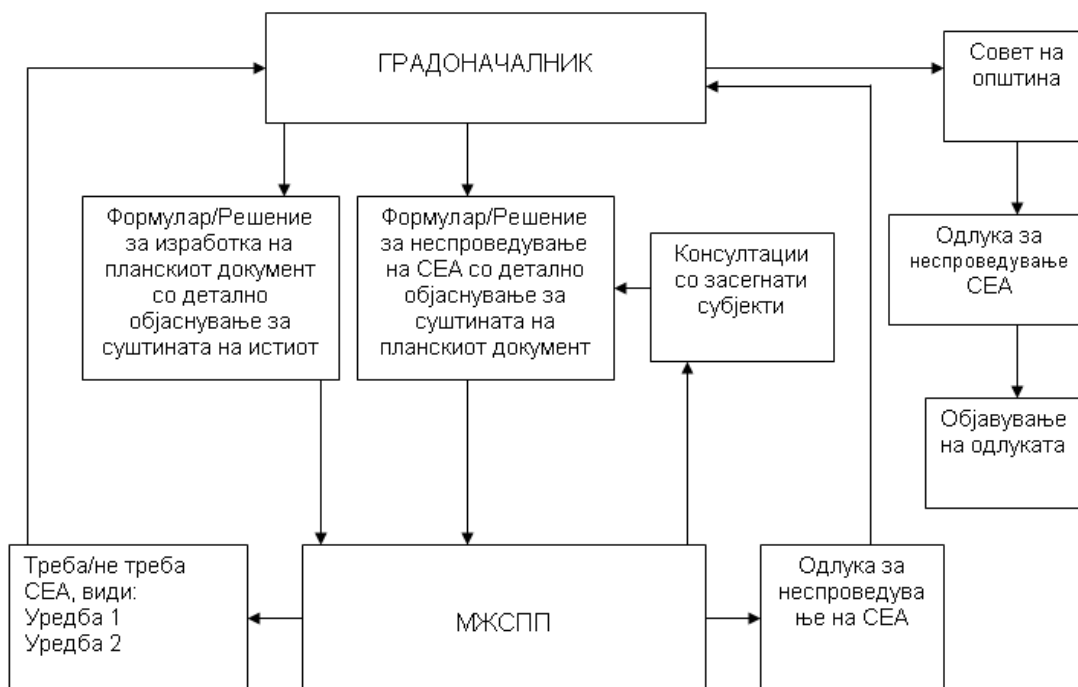 ГРАДОНАЧАЛНИК
Совет на
општина
Формулар/Решение
за изработка на
планскиот документ
со детално
објаснување за
суштината на истиот
Формулар/Решение
за неспроведување
на СЕА со детално
објаснување за
суштината на
планскиот документ
Консултации
со засегнати
субјекти
Одлука за
неспроведување
СЕА
Објавување
на одлуката
Треба/не треба
СЕА, види:
Уредба 1
Уредба 2
МЖСПП
Одлука за
неспроведува
ње на СЕА